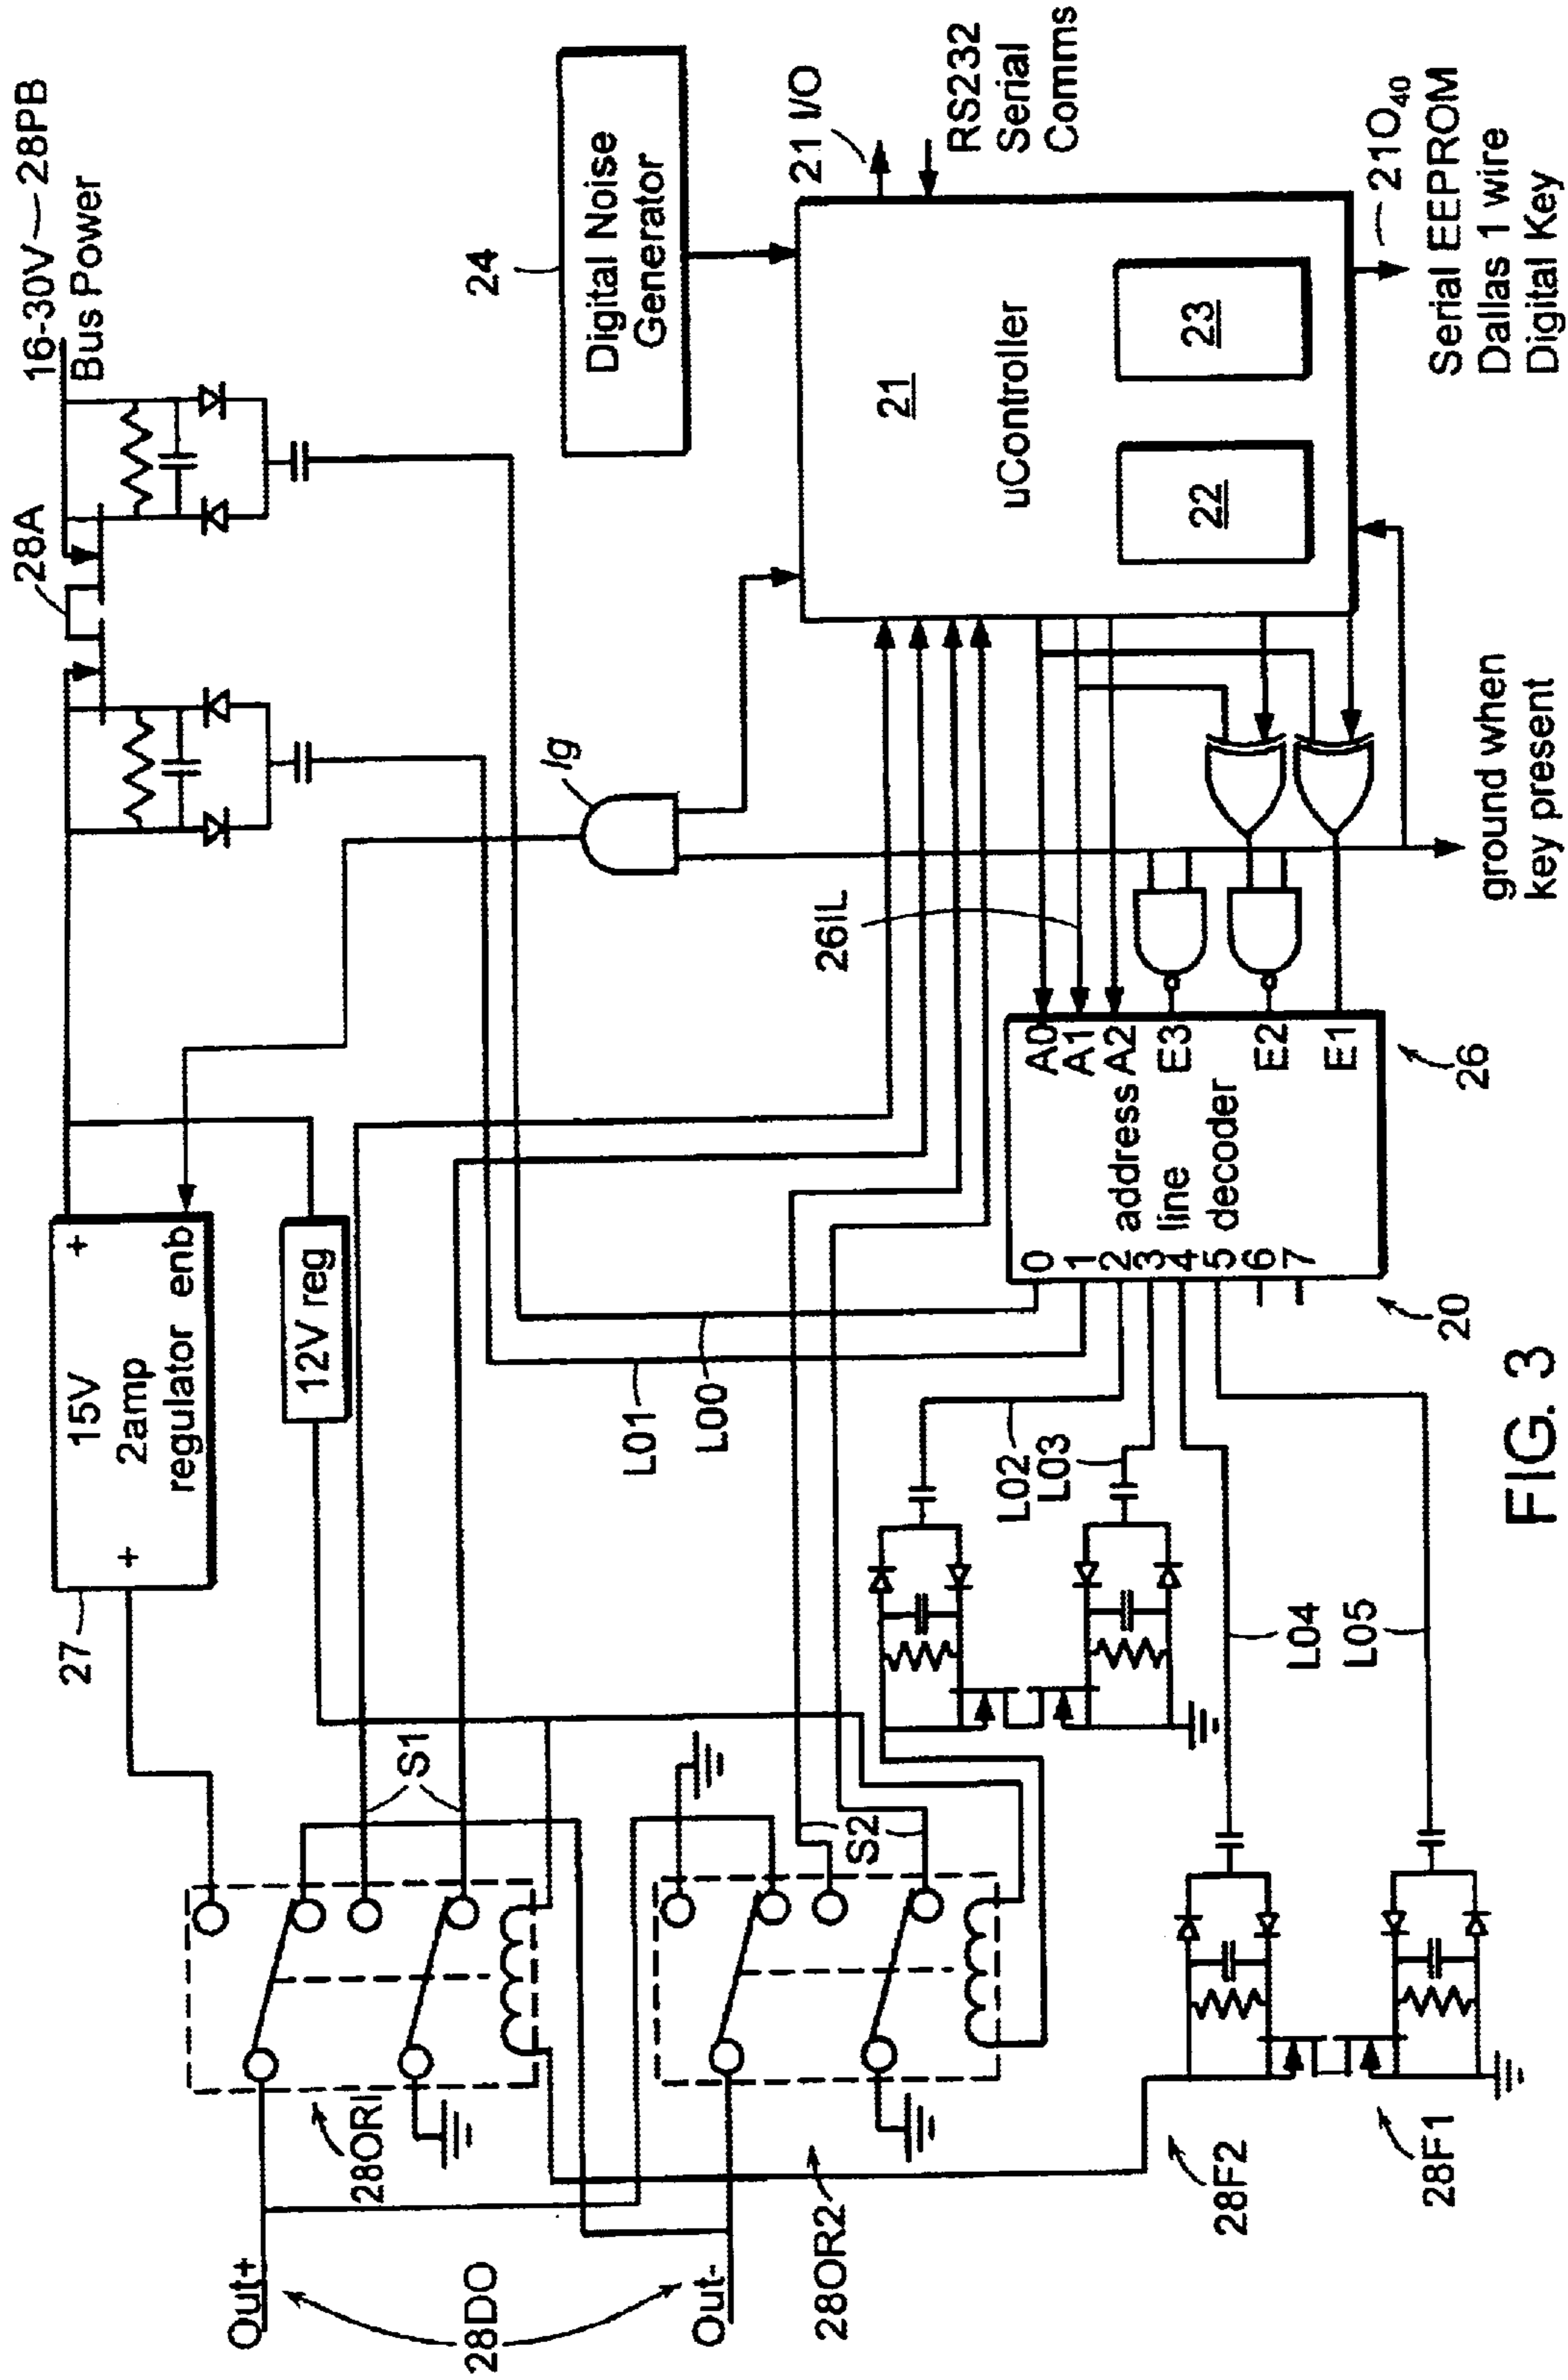 16-30V
28PB
Bus Power
28A
24
Digital Noise
Generator
21 I/O
RS232
Serial
Comms
21
uController
22
23
21O40
Serial EEPROM
Dallas 1 wire
Digital Key
ground when
key present
Ig
26IL
A0
A1
A2
E3
E2
E1
address
line
decoder
0
1
2
3
4
5
6
7
26
20
+
+
15V
2amp
regulator enb
27
12V reg
L01
L00
L02
L03
L04
L05
S1
S2
28ORI
28OR2
28F2
28F1
Out+
28DO
Out-
FIG. 3